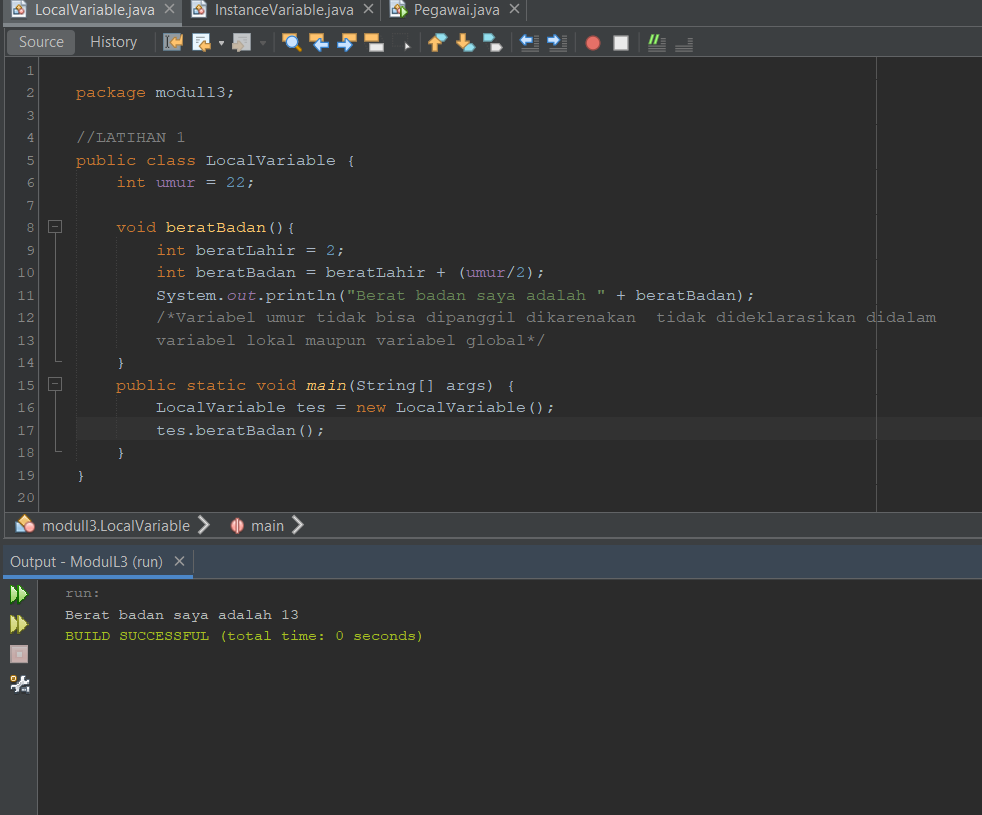 LocalVariable.java × InstanceVariable.java × Pegawai.java ×
Source History
1
2 package modull3;
3
4 //LATIHAN 1
5 public class LocalVariable {
6 int umur = 22;
7
8 void beratBadan(){
9 int beratLahir = 2;
10 int beratBadan = beratLahir + (umur/2);
11 System.out.println("Berat badan saya adalah " + beratBadan);
12 /*Variabel umur tidak bisa dipanggil dikarenakan  tidak dideklarasikan didalam
13 variabel lokal maupun variabel global*/
14 }
15 public static void main(String[] args) {
16 LocalVariable tes = new LocalVariable();
17 tes.beratBadan();
18 }
19 }
20
modull3.LocalVariable main
Output - ModulL3 (run) ×
run:
Berat badan saya adalah 13
BUILD SUCCESSFUL (total time: 0 seconds)